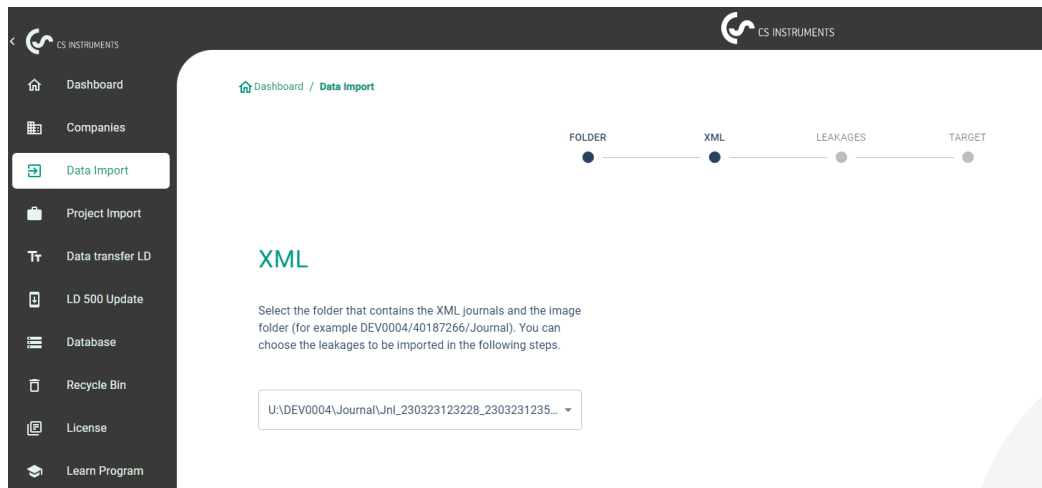 CS INSTRUMENTS
CS INSTRUMENTS
Dashboard
Companies
Data Import
Project Import
Data transfer LD
LD 500 Update
Database
Recycle Bin
License
Learn Program
Dashboard / Data Import
FOLDER XML LEAKAGES TARGET
XML
Select the folder that contains the XML journals and the image
folder (for example DEV0004/40187266/Journal). You can
choose the leakages to be imported in the following steps.
U:\DEV0004\Journal\Jnl_230323123228_2303231235...